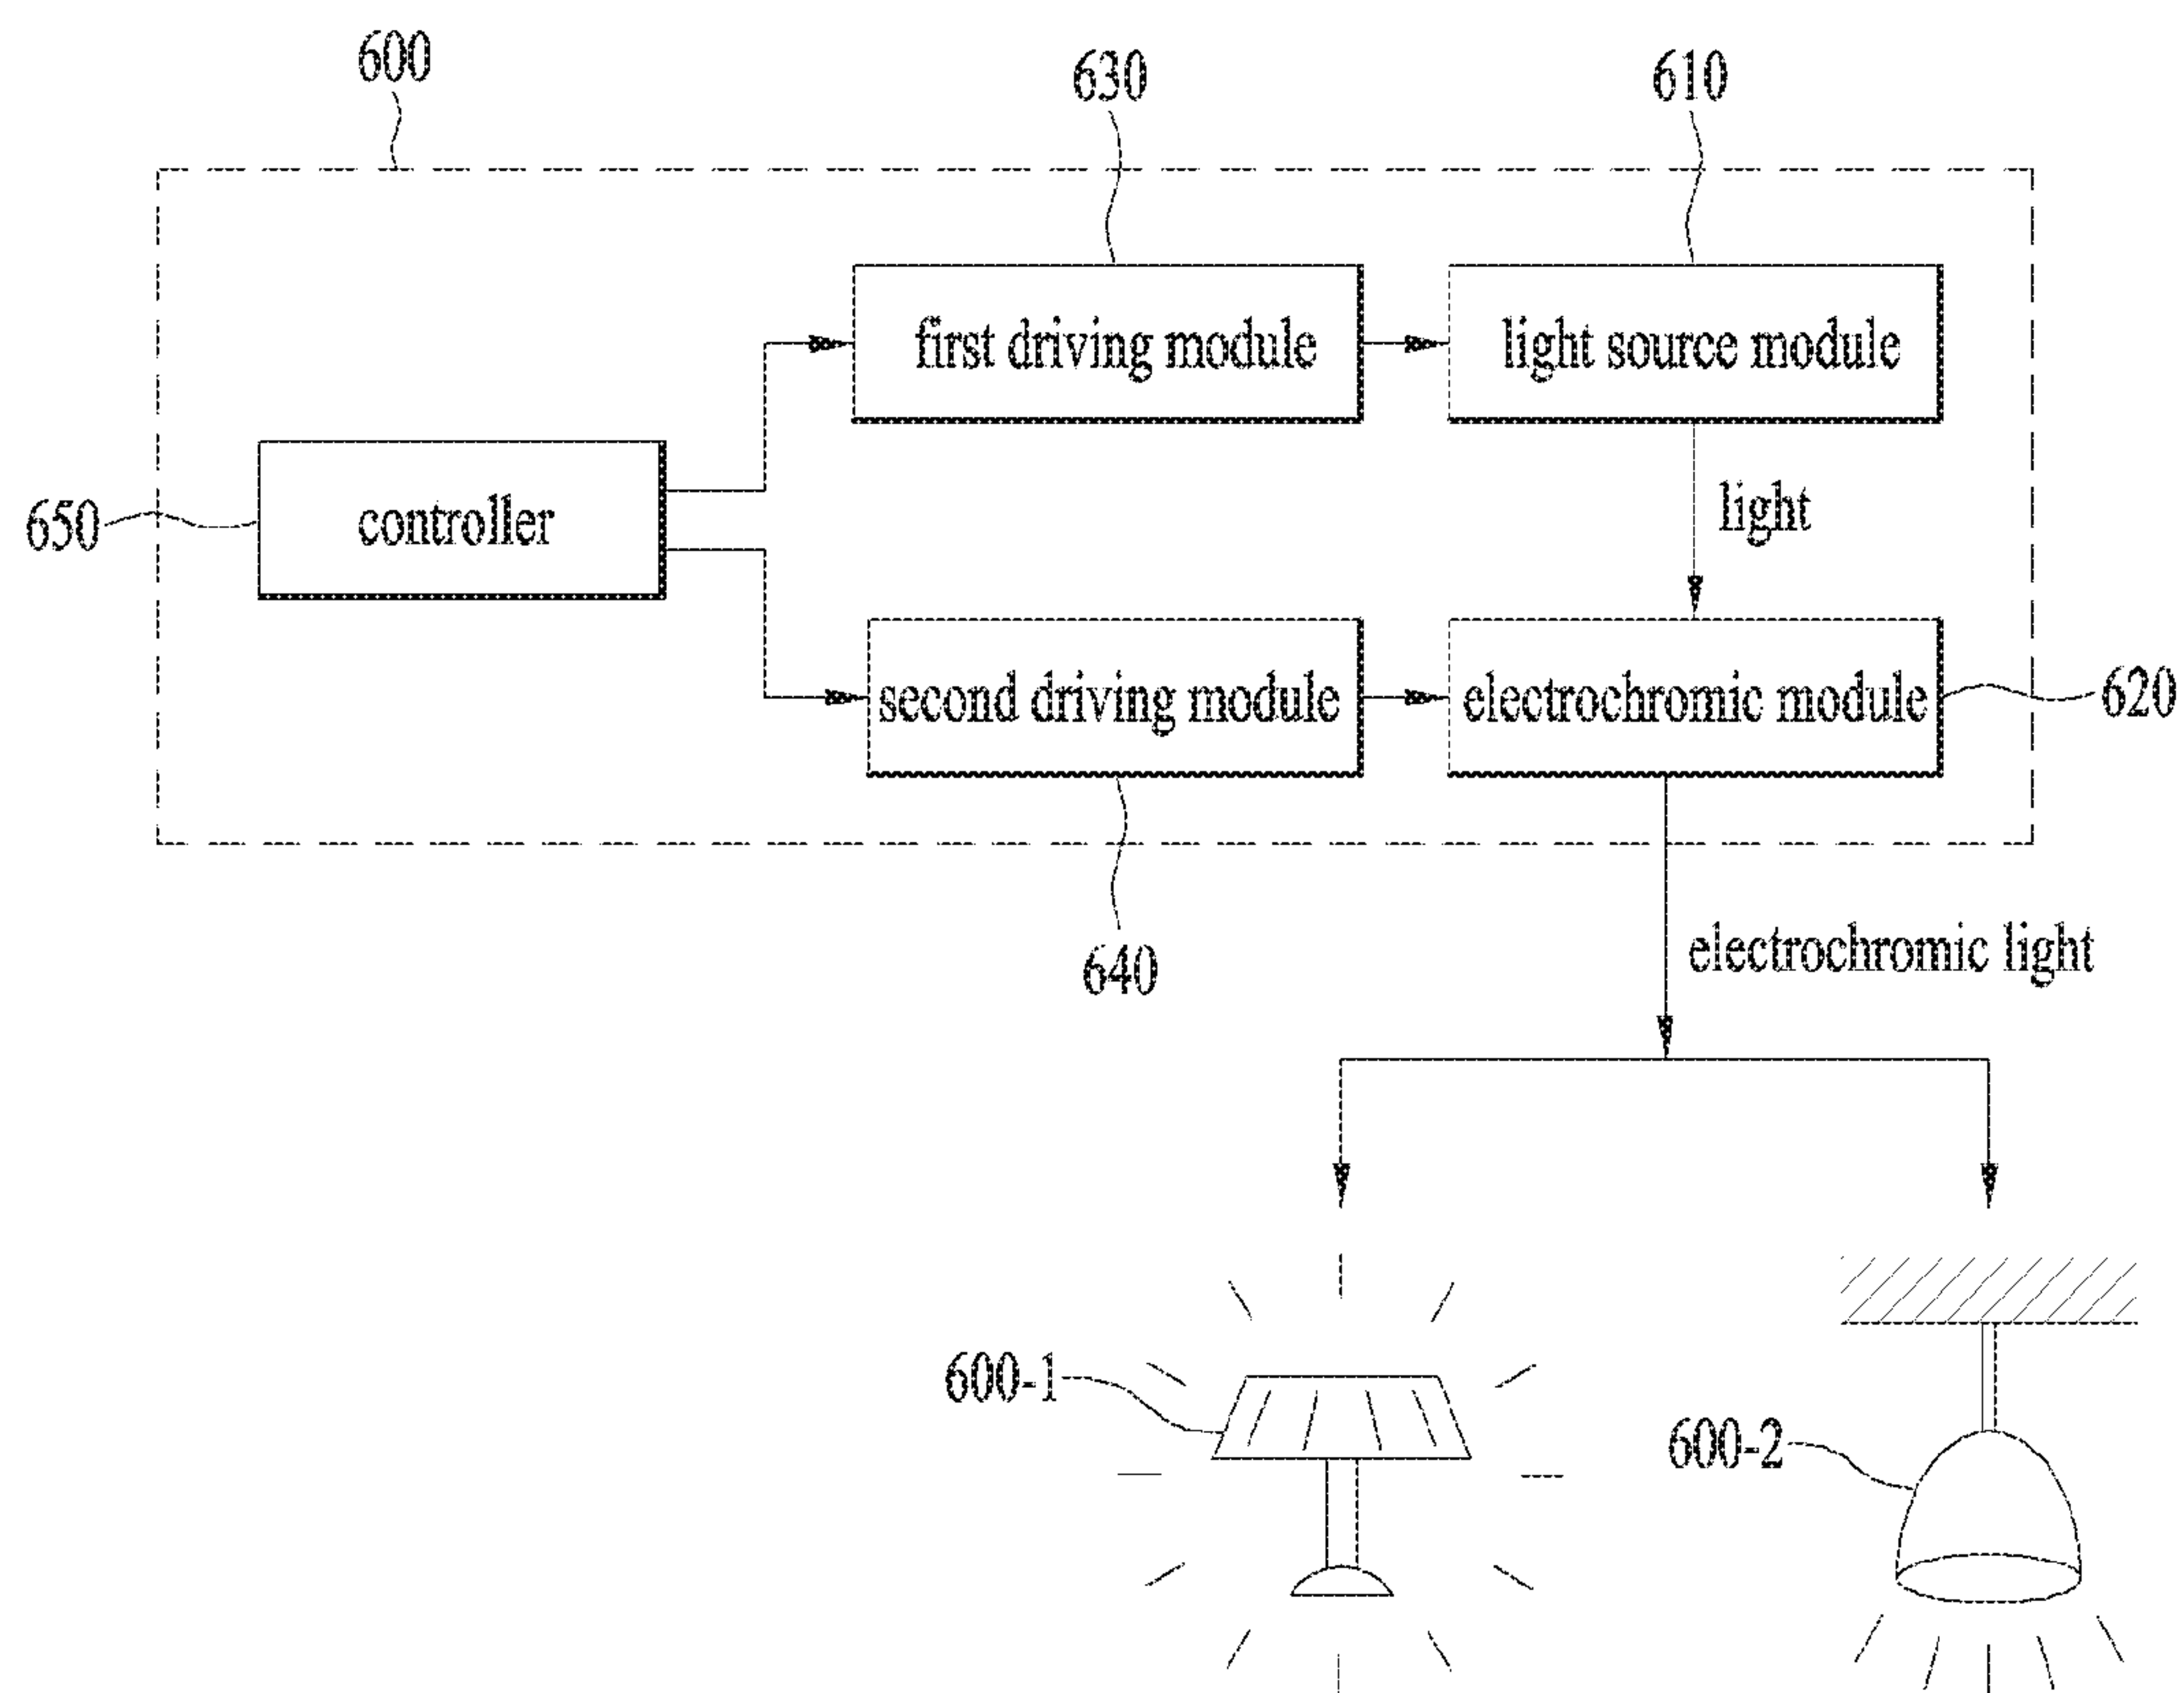 600
630
610
first driving module
light source module
650
controller
light
second driving module
electrochromic module
620
640
electrochromic light
600-1
600-2